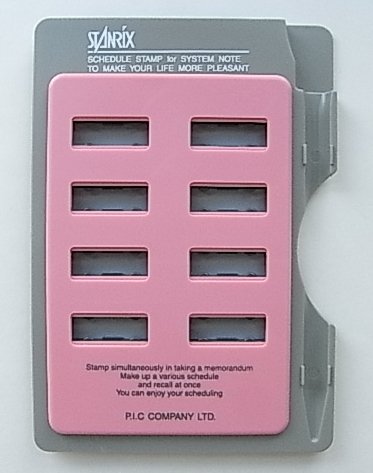 STANRIX
SCHEDULE STAMP for SYSTEM NOTE
TO MAKE YOUR LIFE MORE PLEASANT
Stamp simultaneously in taking a memorandum
Make up a various schedule
and recall at once
You can enjoy your scheduling
P.I.C COMPANY LTD.